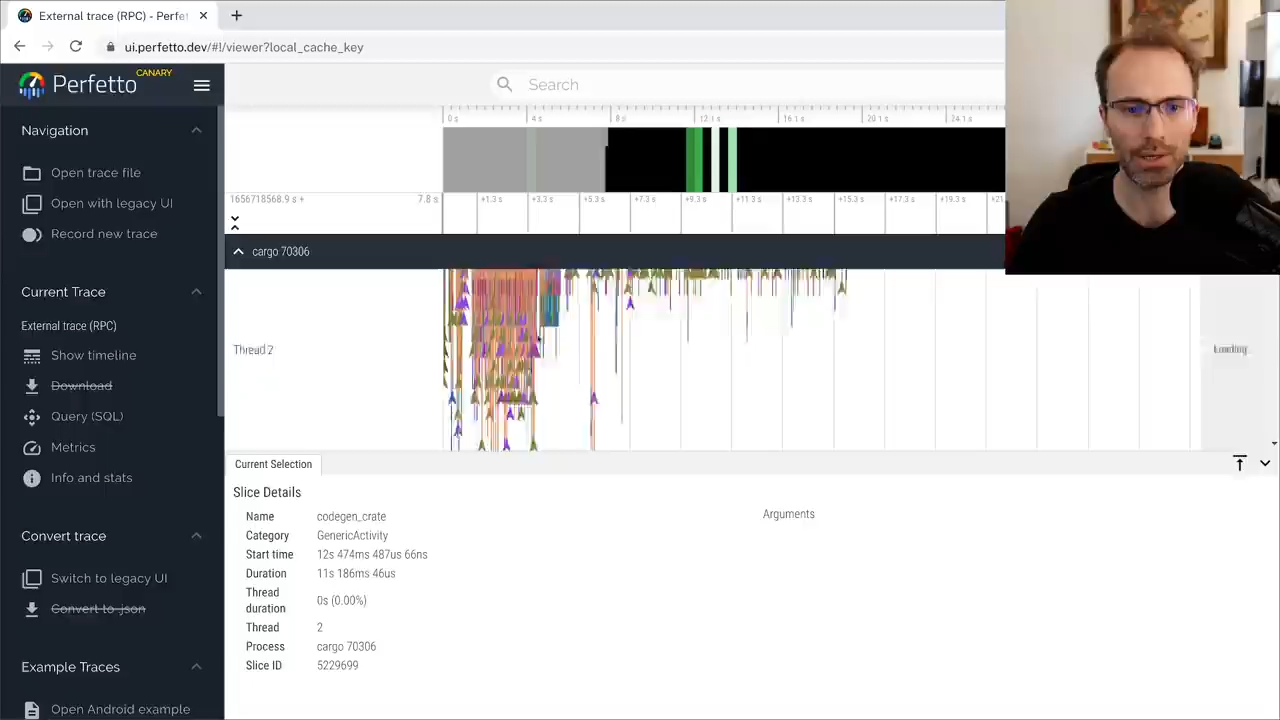 External trace (RPC) - Perfet
ui.perfetto.dev/#!/viewer?local_cache_key
Perfetto
CANARY
Search
Navigation
Open trace file
Open with legacy UI
Record new trace
Current Trace
External trace (RPC)
Show timeline
Download
Query (SQL)
Metrics
Info and stats
Convert trace
Switch to legacy UI
Convert to .json
Example Traces
Open Android example
0 s 4 s 8 s 12.1 s 16.1 s 20.1 s 24.1 s
1656718568.9 s + 7.8 s +1.3 s +3.3 s +5.3 s +7.3 s +9.3 s +11.3 s +13.3 s +15.3 s +17.3 s +19.3 s +21
cargo 70306
Thread 2
Loading...
Current Selection
Slice Details
Name codegen_crate
Category GenericActivity
Start time 12s 474ms 487us 66ns
Duration 11s 186ms 46us
Thread duration 0s (0.00%)
Thread 2
Process cargo 70306
Slice ID 5229699
Arguments